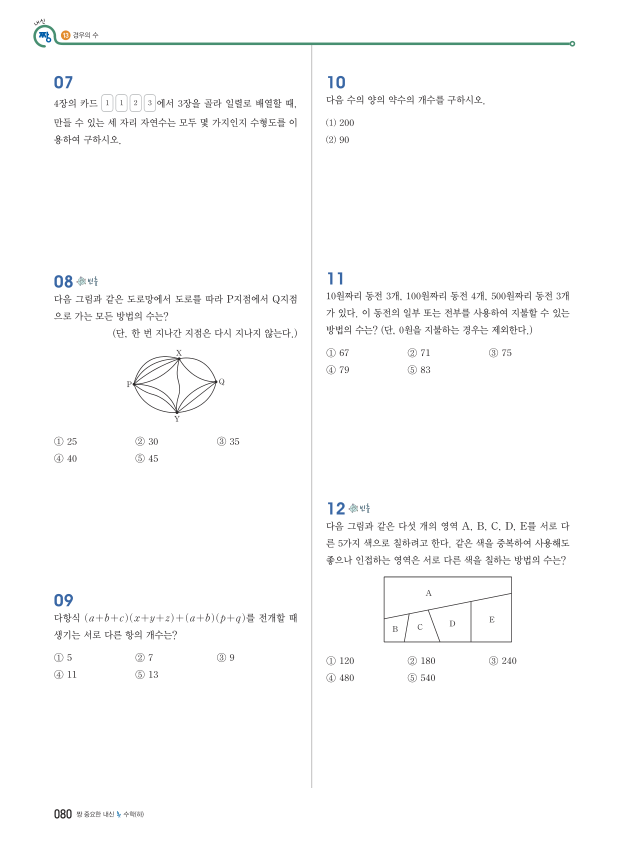 내신
짱
13 경우의 수
07
4장의 카드 1 1 2 3 에서 3장을 골라 일렬로 배열할 때,
만들 수 있는 세 자리 자연수는 모두 몇 가지인지 수형도를 이
용하여 구하시오.
08
다음 그림과 같은 도로망에서 도로를 따라 P지점에서 Q지점
으로 가는 모든 방법의 수는?
(단, 한 번 지나간 지점은 다시 지나지 않는다.)
X
P
Q
Y
① 25 ② 30 ③ 35
④ 40 ⑤ 45
09
다항식 (a+b+c)(x+y+z)+(a+b)(p+q)를 전개할 때
생기는 서로 다른 항의 개수는?
① 5 ② 7 ③ 9
④ 11 ⑤ 13
10
다음 수의 양의 약수의 개수를 구하시오.
(1) 200
(2) 90
11
10원짜리 동전 3개, 100원짜리 동전 4개, 500원짜리 동전 3개
가 있다. 이 동전의 일부 또는 전부를 사용하여 지불할 수 있는
방법의 수는? (단, 0원을 지불하는 경우는 제외한다.)
① 67 ② 71 ③ 75
④ 79 ⑤ 83
12
다음 그림과 같은 다섯 개의 영역 A, B, C, D, E를 서로 다
른 5가지 색으로 칠하려고 한다. 같은 색을 중복하여 사용해도
좋으나 인접하는 영역은 서로 다른 색을 칠하는 방법의 수는?
A
B C D E
① 120 ② 180 ③ 240
④ 480 ⑤ 540
080 짱 중요한 내신 수학(하)